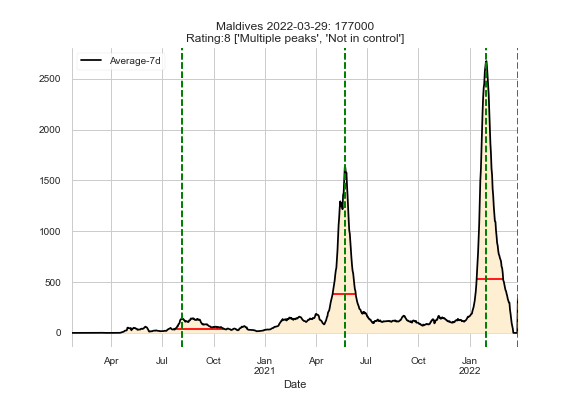 Maldives 2022-03-29: 177000
Rating:8 ['Multiple peaks', 'Not in control']
Average-7d
2500
2000
1500
1000
500
0
Apr Jul Oct Jan Apr Jul Oct Jan
2021 2022
Date